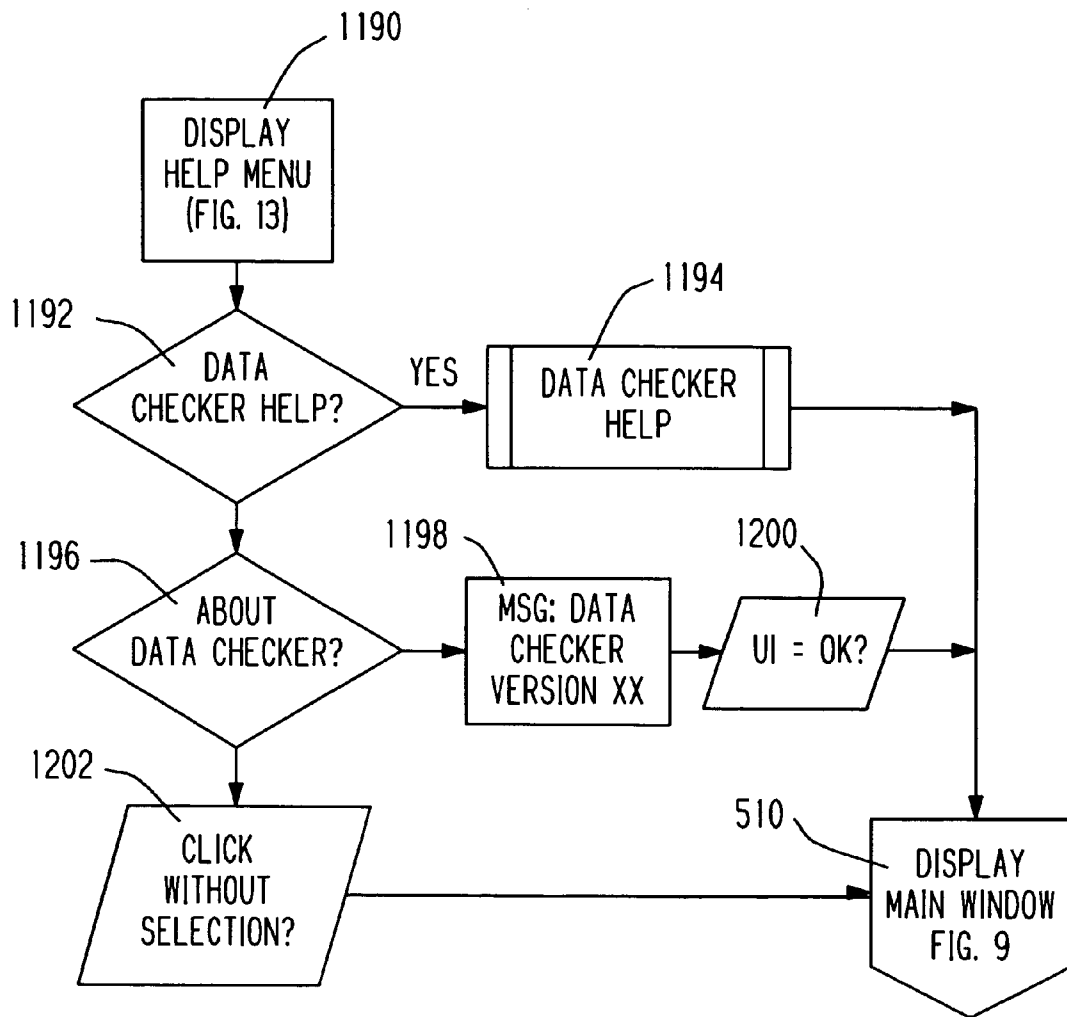 1190
DISPLAY
HELP MENU
(FIG. 13)
1192
DATA
CHECKER HELP?
YES
1194
DATA CHECKER
HELP
1196
ABOUT
DATA CHECKER?
1198
MSG: DATA
CHECKER
VERSION XX
1200
UI = OK?
1202
CLICK
WITHOUT
SELECTION?
510
DISPLAY
MAIN WINDOW
FIG. 9